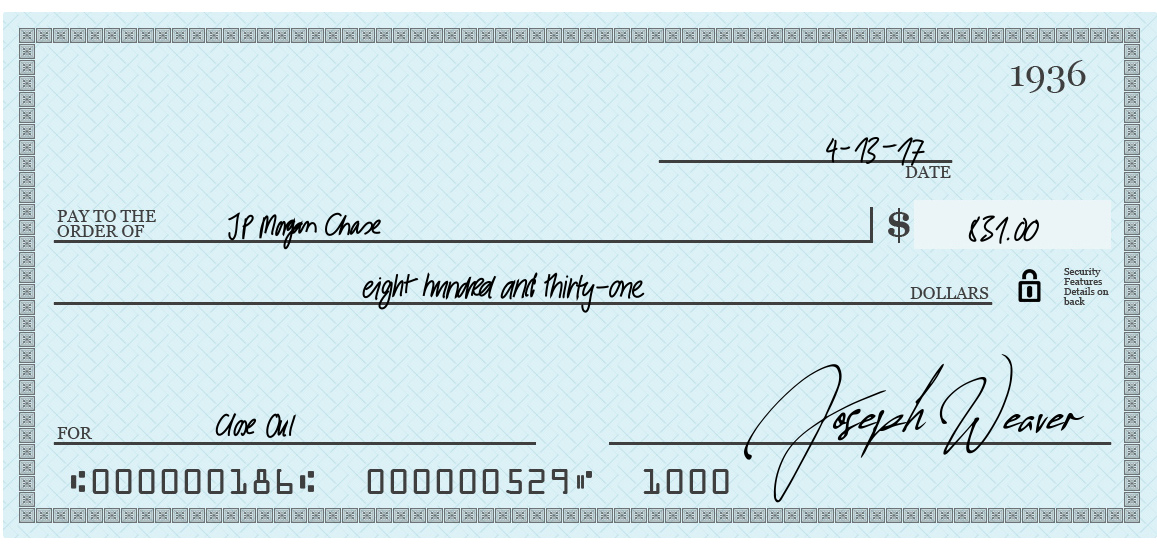 1936
4-13-17
DATE
PAY TO THE
ORDER OF
JP Morgan Chase
$ 831.00
eight hundred and thirty-one
DOLLARS
Security
Features
Details on
back
FOR
Close Out
Joseph Weaver
⑆000000186⑆ 000000529⑈ 1000